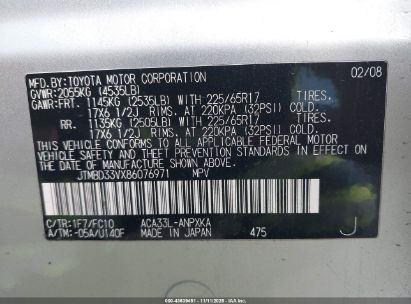 MFD. BY:TOYOTA MOTOR CORPORATION 02/08
GVWR: 2055KG (4535LB)
GAWR:FRT. 1145KG (2535LB) WITH 225/65R17 TIRES.
17X6 1/2J RIMS. AT 220KPA (32PSI) COLD.
RR. 1135KG (2505LB) WITH 225/65R17 TIRES.
17X6 1/2J RIMS. AT 220KPA (32PSI) COLD.
THIS VEHICLE CONFORMS TO ALL APPLICABLE FEDERAL
MOTOR VEHICLE SAFETY, BUMPER, AND THEFT PREVENTION
STANDARDS IN EFFECT ON THE DATE OF
MANUFACTURE SHOWN ABOVE.
JTMBD33VX86076971 MPV
C/TR:1F7/FC10 ACA33L-ANPXKA
A/TM:-05A/U140F MADE IN JAPAN 475 J